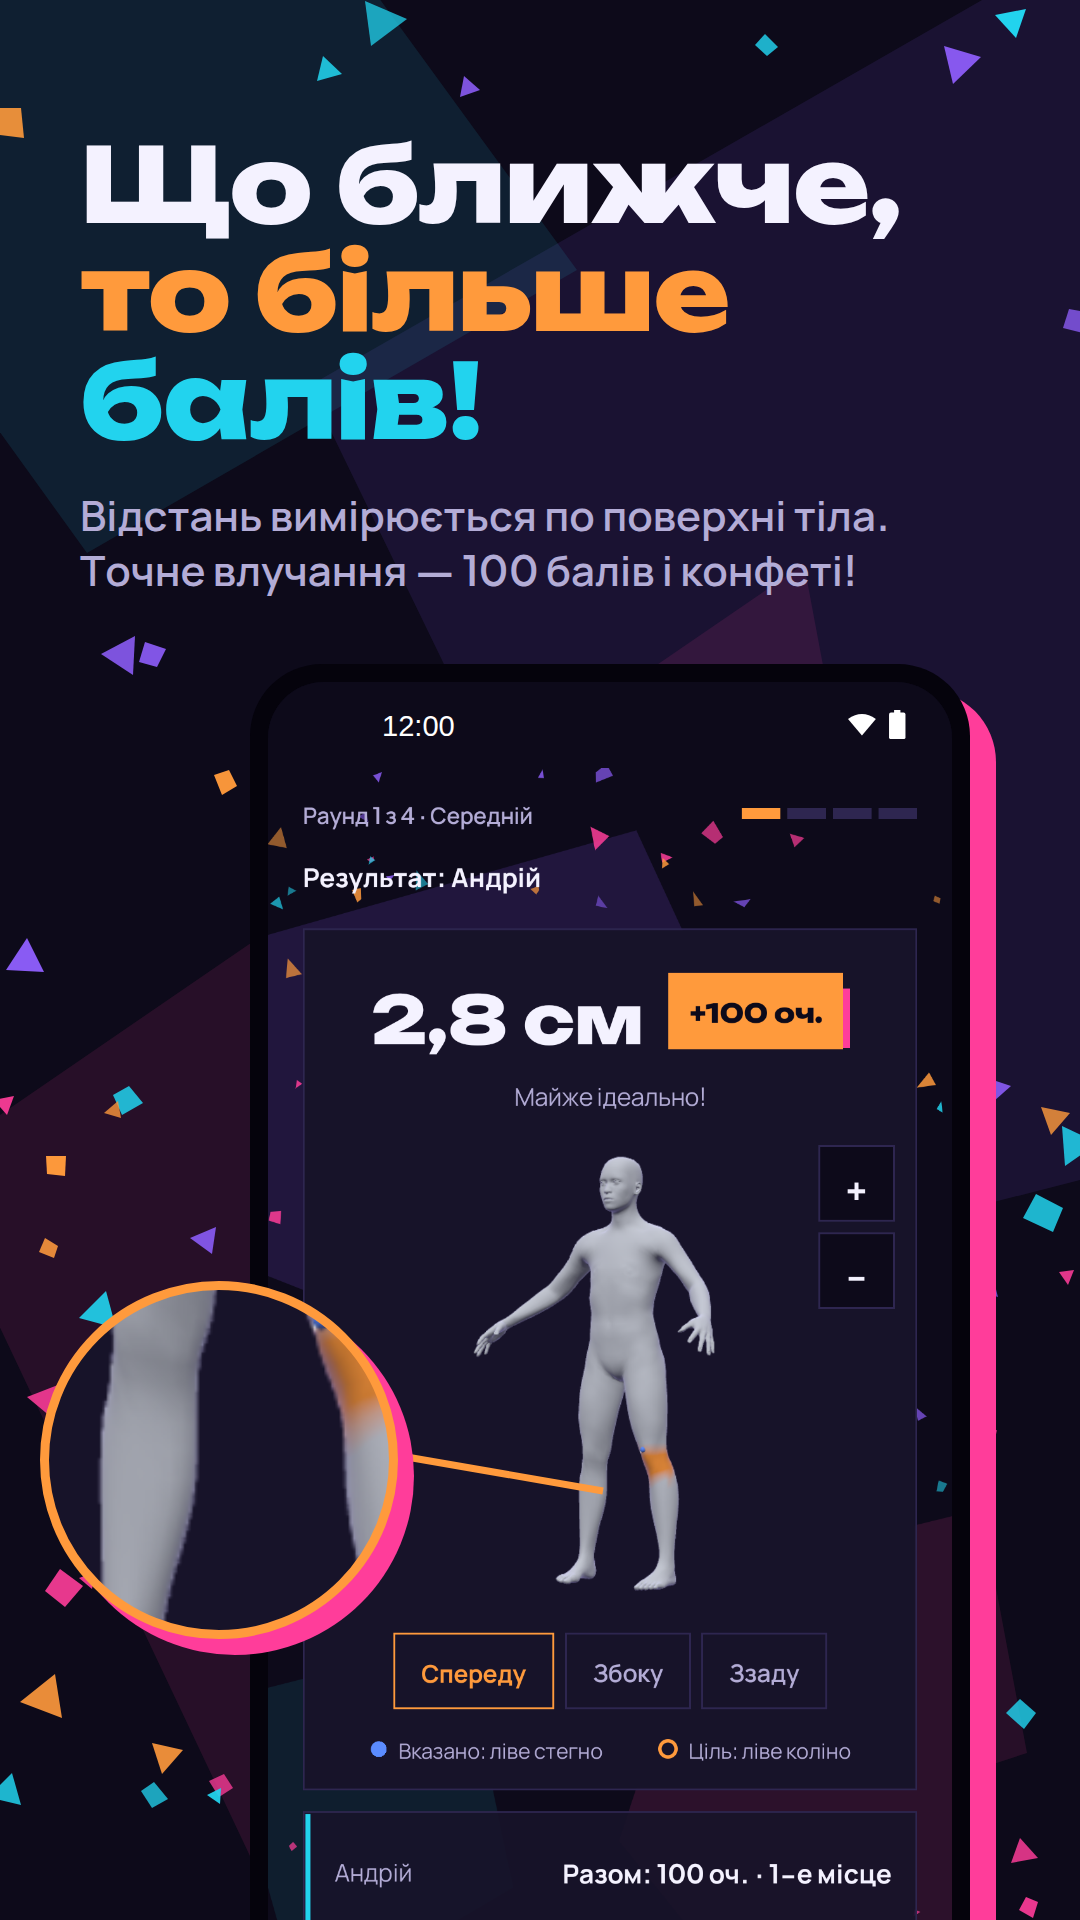 Що ближче,
то більше
балів!
Відстань вимірюється по поверхні тіла.
Точне влучання — 100 балів і конфеті!
12:00
Раунд 1 з 4 · Середній
Результат: Андрій
2,8 см
+100 оч.
Майже ідеально!
+
−
Спереду
Збоку
Ззаду
Вказано: ліве стегно
Ціль: ліве коліно
Андрій
Разом: 100 оч. · 1-е місце